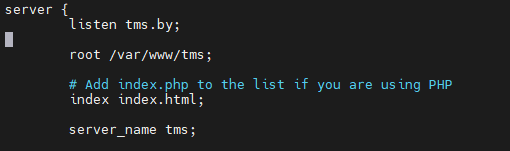 server {
listen tms.by;
root /var/www/tms;
# Add index.php to the list if you are using PHP
index index.html;
server_name tms;